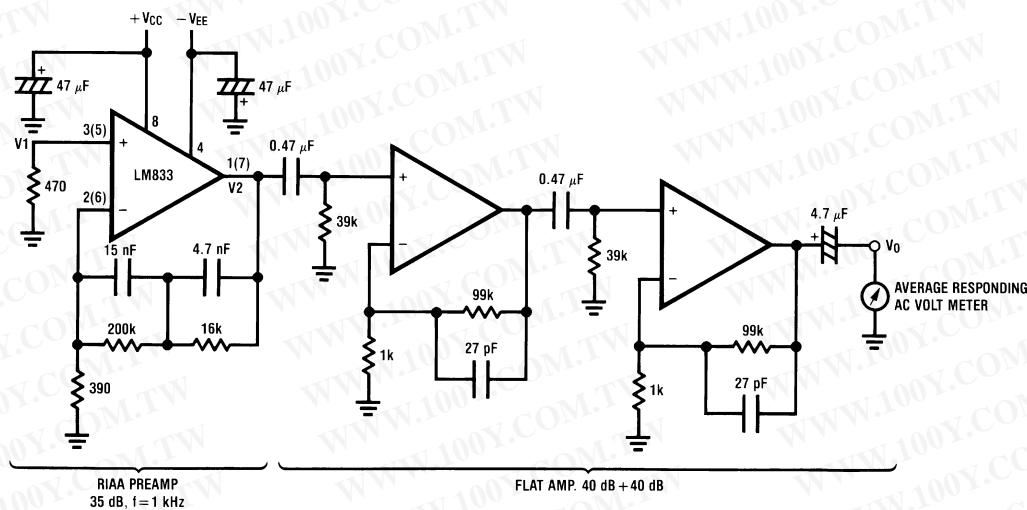 +VCC
−VEE
47 μF
47 μF
+
+
8
3(5)
V1
+
4
0.47 μF
0.47 μF
4.7 μF
LM833
1(7)
V2
470
2(6)
−
+
−
+
−
+
VO
39k
39k
15 nF
4.7 nF
AVERAGE RESPONDING
AC VOLT METER
200k
16k
99k
99k
1k
27 pF
1k
27 pF
390
RIAA PREAMP
35 dB, f = 1 kHz
FLAT AMP. 40 dB + 40 dB
WWW.100Y.COM.TW